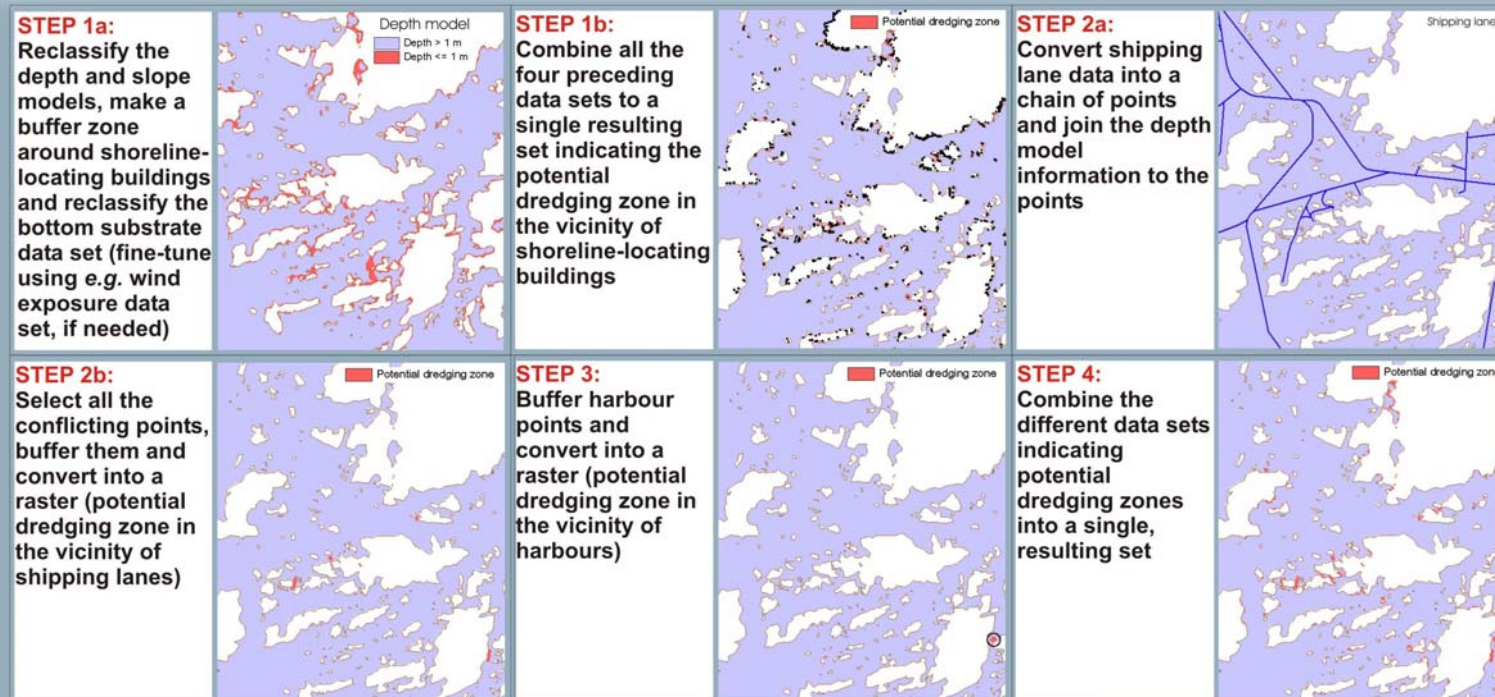 STEP 1a:
Reclassify the
depth and slope
models, make a
buffer zone
around shoreline-
locating buildings
and reclassify the
bottom substrate
data set (fine-tune
using e.g. wind
exposure data
set, if needed)
Depth model
Depth > 1 m
Depth <= 1 m
STEP 1b:
Combine all the
four preceding
data sets to a
single resulting
set indicating the
potential
dredging zone in
the vicinity of
shoreline-locating
buildings
Potential dredging zone
STEP 2a:
Convert shipping
lane data into a
chain of points
and join the depth
model
information to the
points
Shipping lane
STEP 2b:
Select all the
conflicting points,
buffer them and
convert into a
raster (potential
dredging zone in
the vicinity of
shipping lanes)
Potential dredging zone
STEP 3:
Buffer harbour
points and
convert into a
raster (potential
dredging zone in
the vicinity of
harbours)
Potential dredging zone
STEP 4:
Combine the
different data sets
indicating
potential
dredging zones
into a single,
resulting set
Potential dredging zone